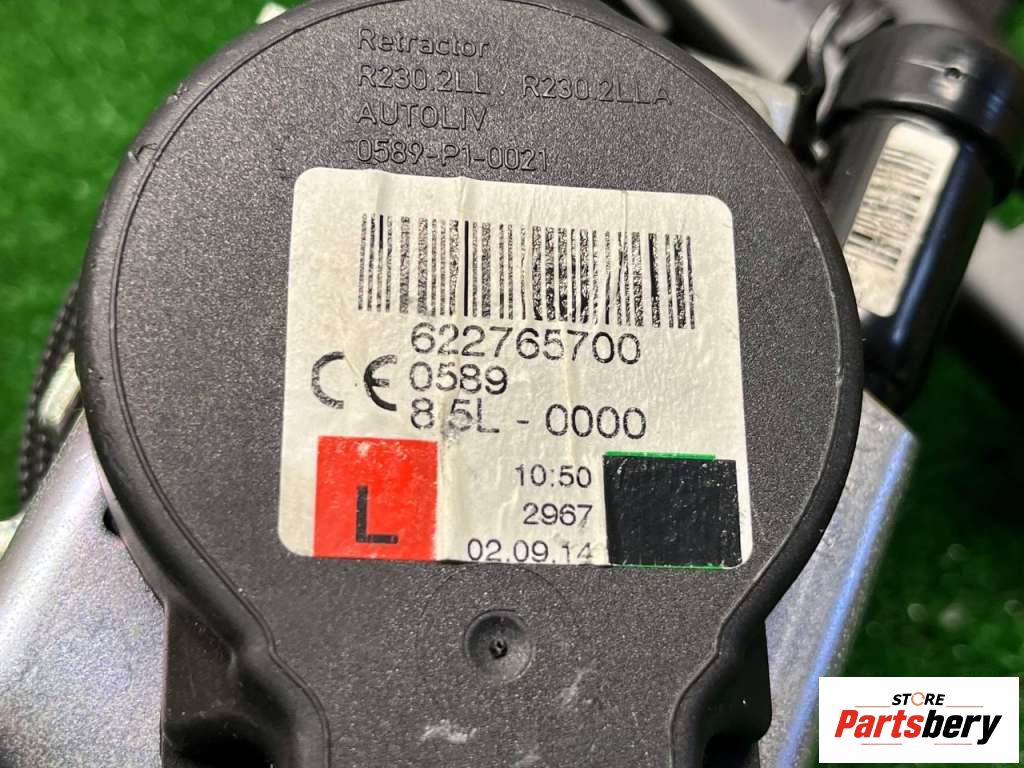 Retractor
R230.2LL / R230.2LLA
AUTOLIV
0589-P1-0021
622765700
CE 0589
8.5L - 0000
L
10:50
2967
02.09.14
STORE
Partsbery